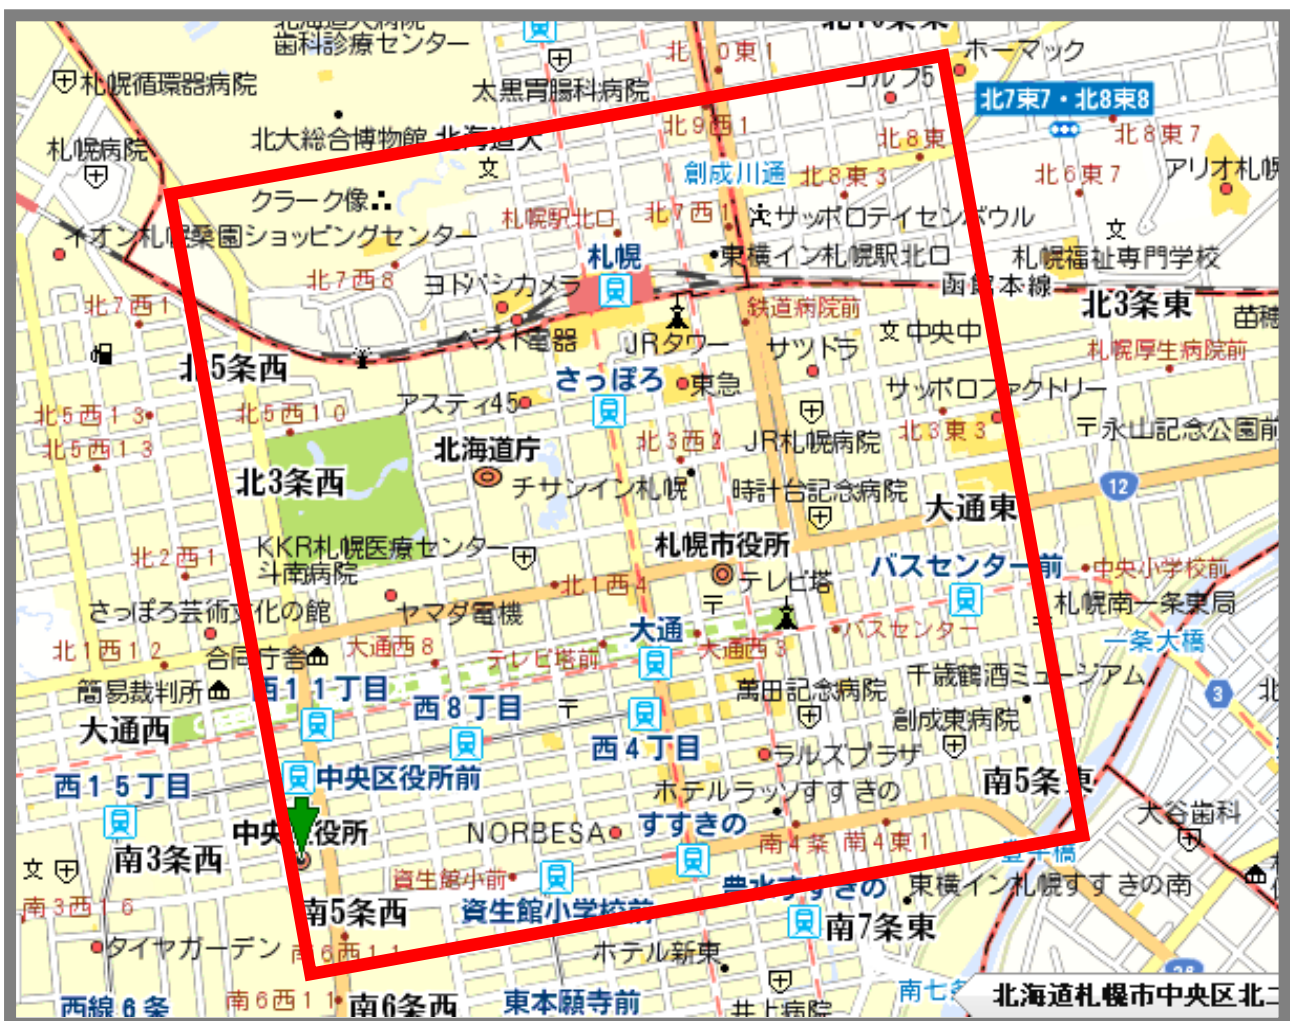 歯科診療センター
北10東1
ホーマック
札幌循環器病院
太黒胃腸科病院
ゴルフ5
北7東7・北8東8
札幌病院
北大総合博物館
北海道大
北9西1
北8東
北8東7
創成川通
北8東3
北6東7
アリオ札幌
クラーク像
札幌駅北口
北7西1
サッポロテイセンボウル
イオン札幌桑園ショッピングセンター
札幌
東横イン札幌駅北口
札幌福祉専門学校
北7西8
ヨドバシカメラ
函館本線
北7西1
鉄道病院前
北3条東
苗穂
ベスト電器
JRタワー
サツドラ
中央中
札幌厚生病院前
北5条西
さっぽろ
東急
サッポロファクトリー
北5西13
北5西10
アスティ45
北5西13
北海道庁
北3西2
JR札幌病院
北3東3
永山記念公園前
北3条西
チサンイン札幌
時計台記念病院
大通東
12
KKR札幌医療センター
斗南病院
北2西1
札幌市役所
テレビ塔
バスセンター前
中央小学校前
北1西4
さっぽろ芸術文化の館
ヤマダ電機
大通
札幌南一条東局
北1西12
合同庁舎
大通西8
テレビ塔前
大通西3
バスセンター
一条大橋
簡易裁判所
西11丁目
西8丁目
萬田記念病院
千歳鶴酒ミュージアム
3
北
大通西
西4丁目
創成東病院
西15丁目
中央区役所前
ラルズプラザ
南5条東
ホテルラッソすすきの
大谷歯科
南3条西
中央区役所
NORBESA
すすきの
南4条
南4東1
豊平橋
南3西16
資生館小前
豊水すすきの
東横イン札幌すすきの南
南5条西
資生館小学校前
南7条東
タイヤガーデン
南6西11
ホテル新東
西線6条
南6西11
南6条西
東本願寺前
井上病院
南七条
北海道札幌市中央区北二